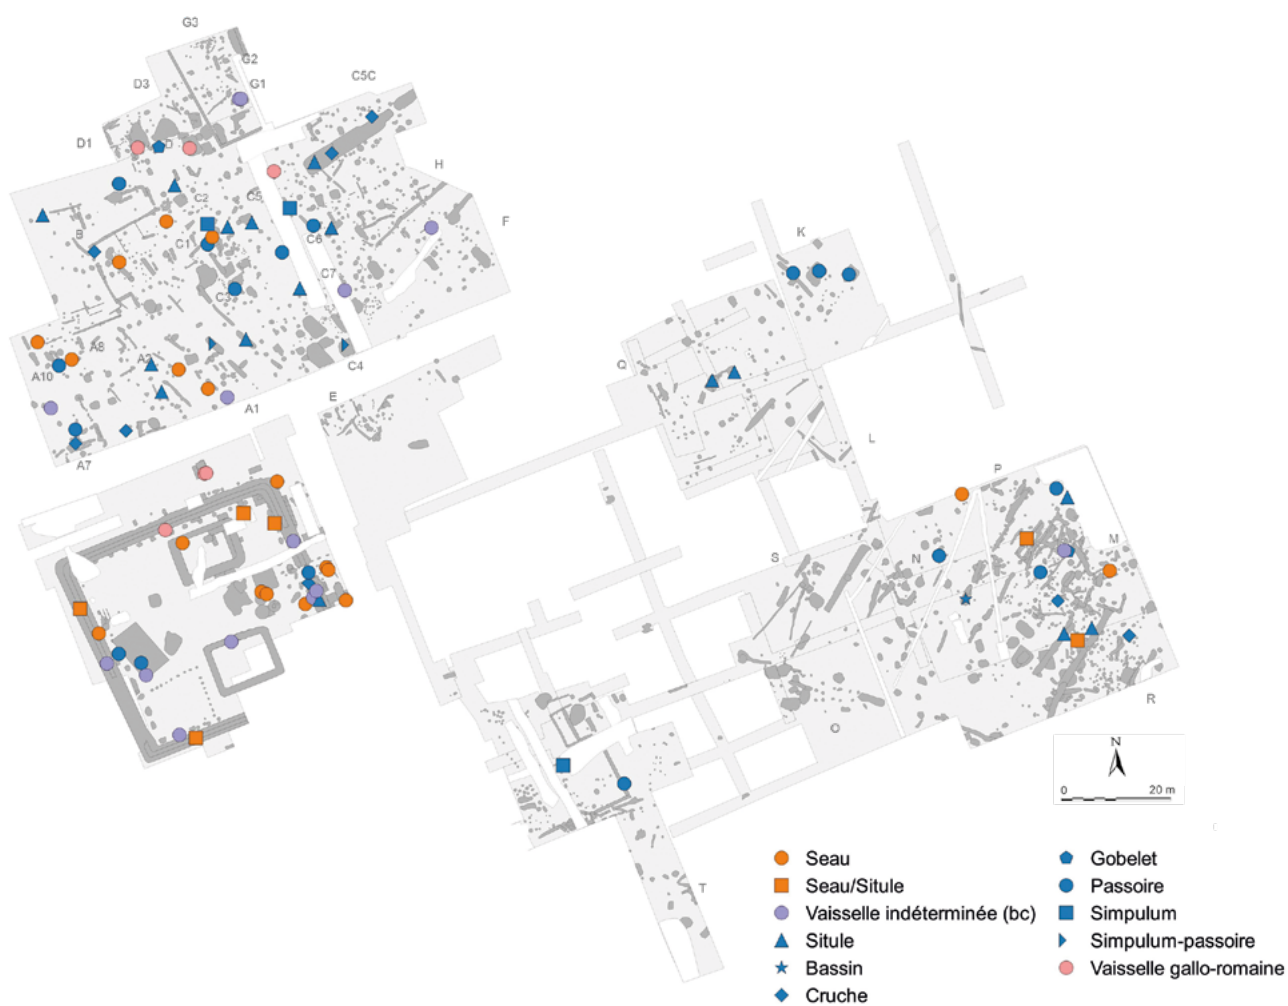 G3
G2
D3
G1
C5C
D1
D
H
C2
C5
F
B
C1
C6
K
C7
C3
A8
A2
A10
C4
Q
E
A1
L
A7
P
S
N
M
R
O
N
0 20 m
T
Seau
Seau/Situle
Vaisselle indéterminée (bc)
Situle
Bassin
Cruche
Gobelet
Passoire
Simpulum
Simpulum-passoire
Vaisselle gallo-romaine